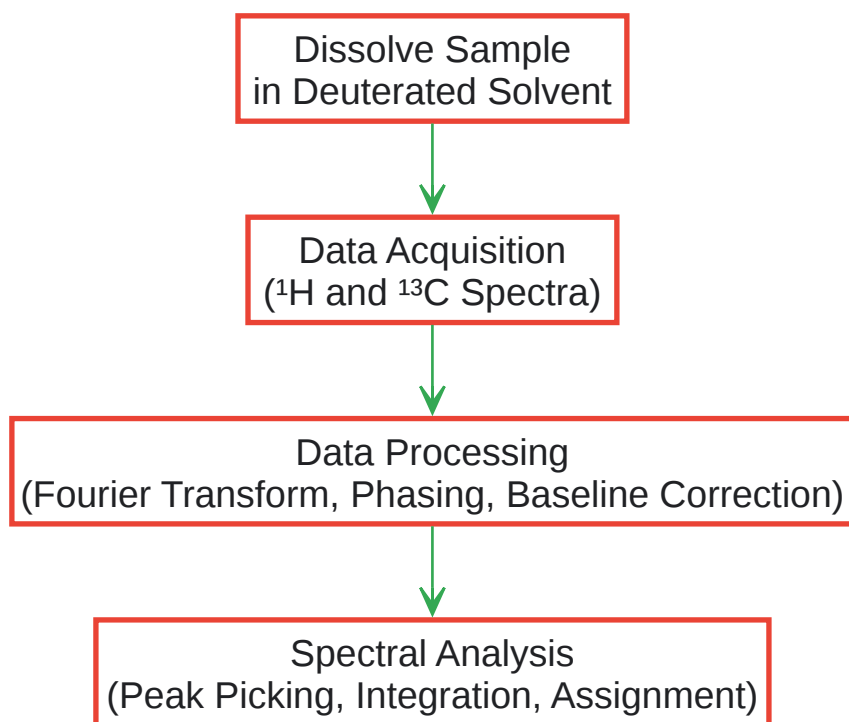 Dissolve Sample
in Deuterated Solvent
Data Acquisition
(¹H and ¹³C Spectra)
Data Processing
(Fourier Transform, Phasing, Baseline Correction)
Spectral Analysis
(Peak Picking, Integration, Assignment)